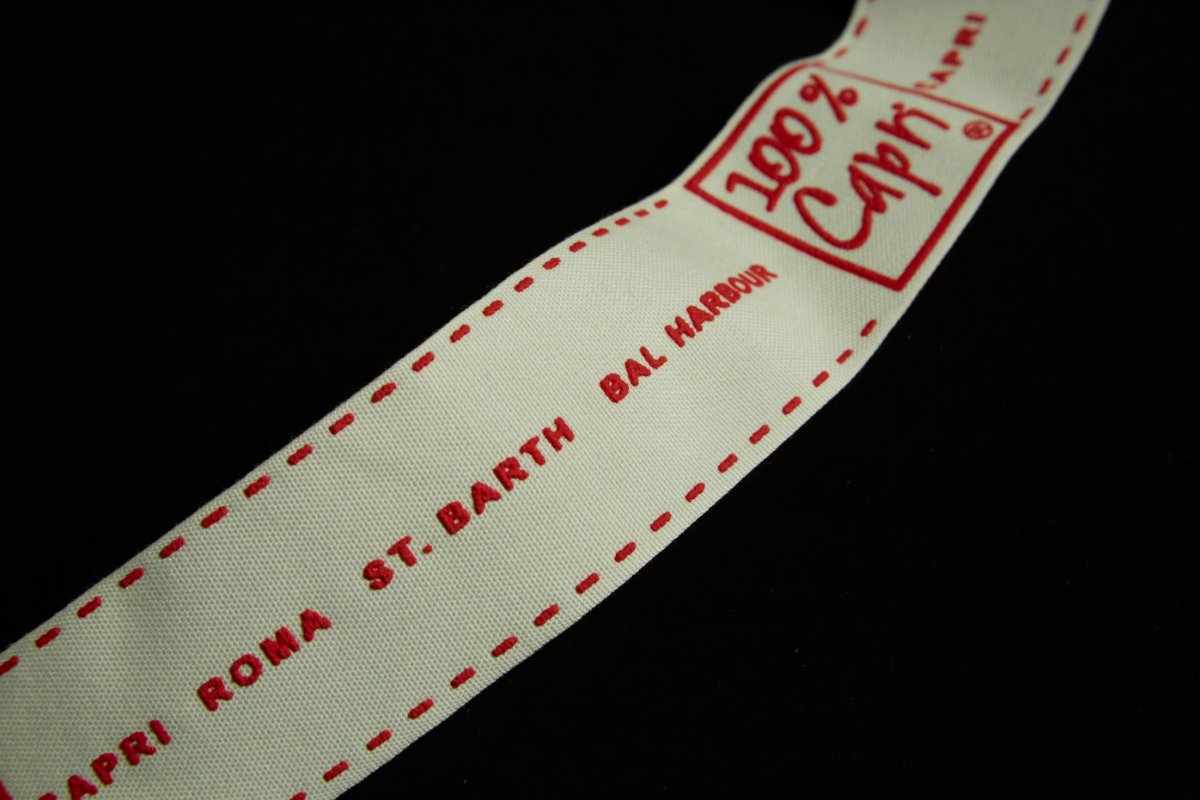 CAPRI ROMA ST. BARTH BAL HARBOUR
100%
Capri ®
CAPRI